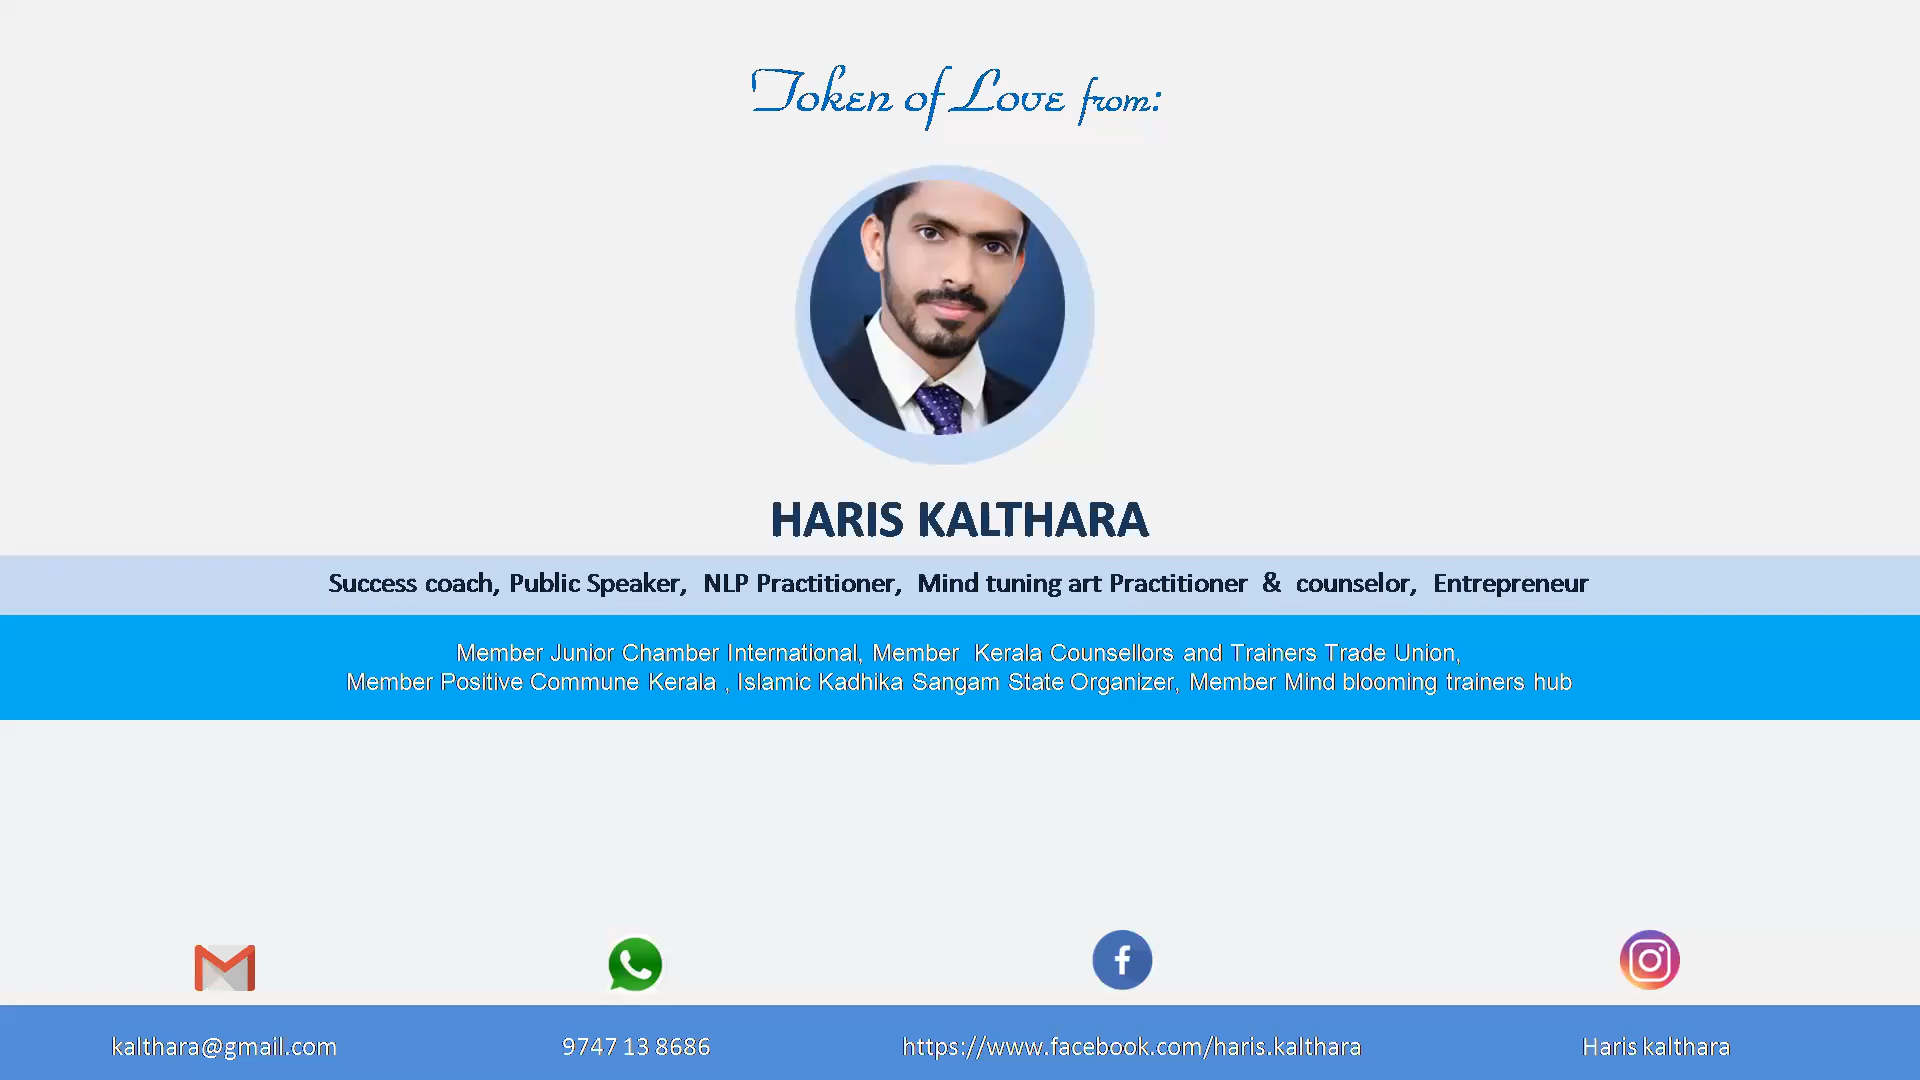 Token of Love from:
HARIS KALTHARA
Success coach, Public Speaker, NLP Practitioner, Mind tuning art Practitioner & counselor, Entrepreneur
Member Junior Chamber International, Member Kerala Counsellors and Trainers Trade Union,
Member Positive Commune Kerala , Islamic Kadhika Sangam State Organizer, Member Mind blooming trainers hub
kalthara@gmail.com
9747 13 8686
https://www.facebook.com/haris.kalthara
Haris kalthara